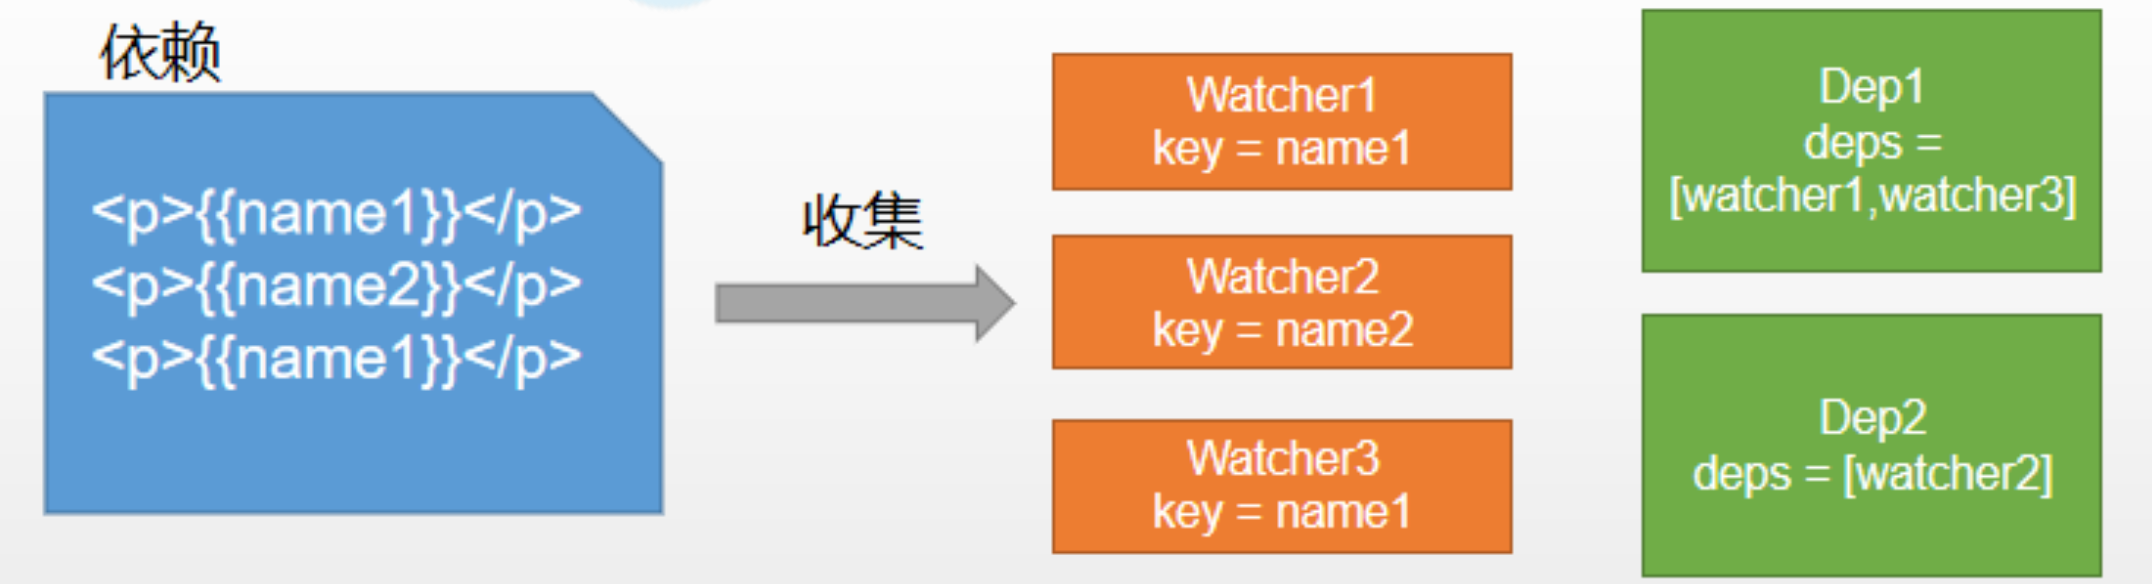 依赖
<p>{{name1}}</p>
<p>{{name2}}</p>
<p>{{name1}}</p>
收集
Watcher1
key = name1
Watcher2
key = name2
Watcher3
key = name1
Dep1
deps =
[watcher1,watcher3]
Dep2
deps = [watcher2]